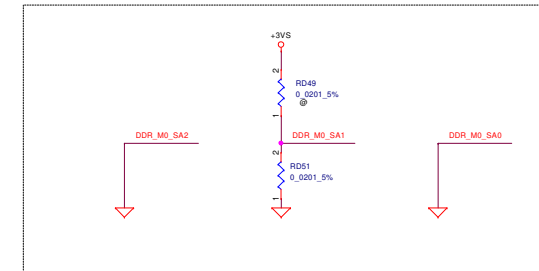 +3VS
2
RD49
0_0201_5%
@
1
DDR_M0_SA2
DDR_M0_SA1
DDR_M0_SA0
2
RD51
0_0201_5%
1